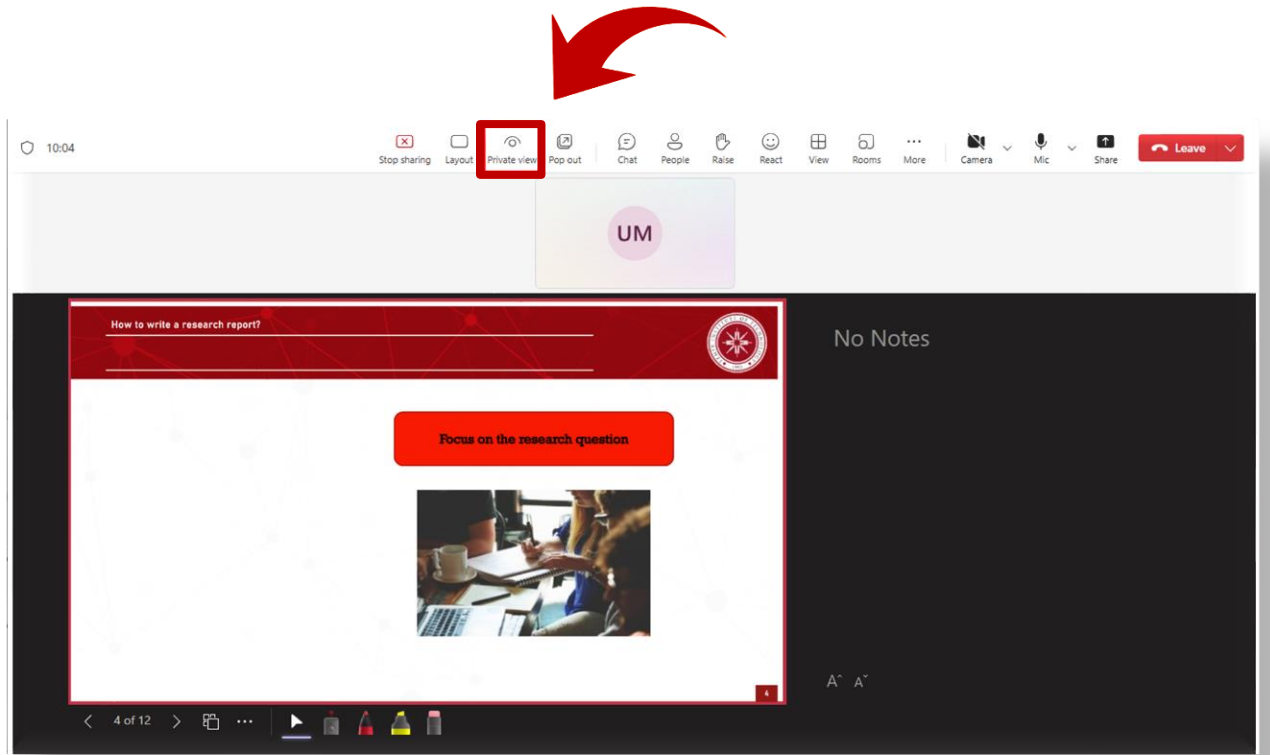 10:04
Stop sharing Layout Private view Pop out Chat People Raise React View Rooms More Camera Mic Share Leave
UM
How to write a research report?
No Notes
Focus on the research question
4
A A
4 of 12